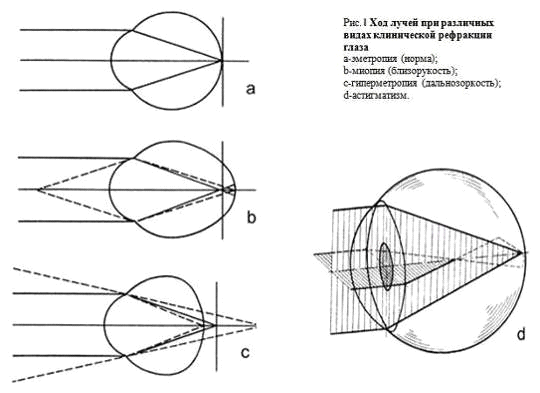 Рис.1 Ход лучей при различных
видах клинической рефракции
глаза
а-эметропия (норма);
b-миопия (близорукость);
с-гиперметропия (дальнозоркость);
d-астигматизм.
a
b
c
d